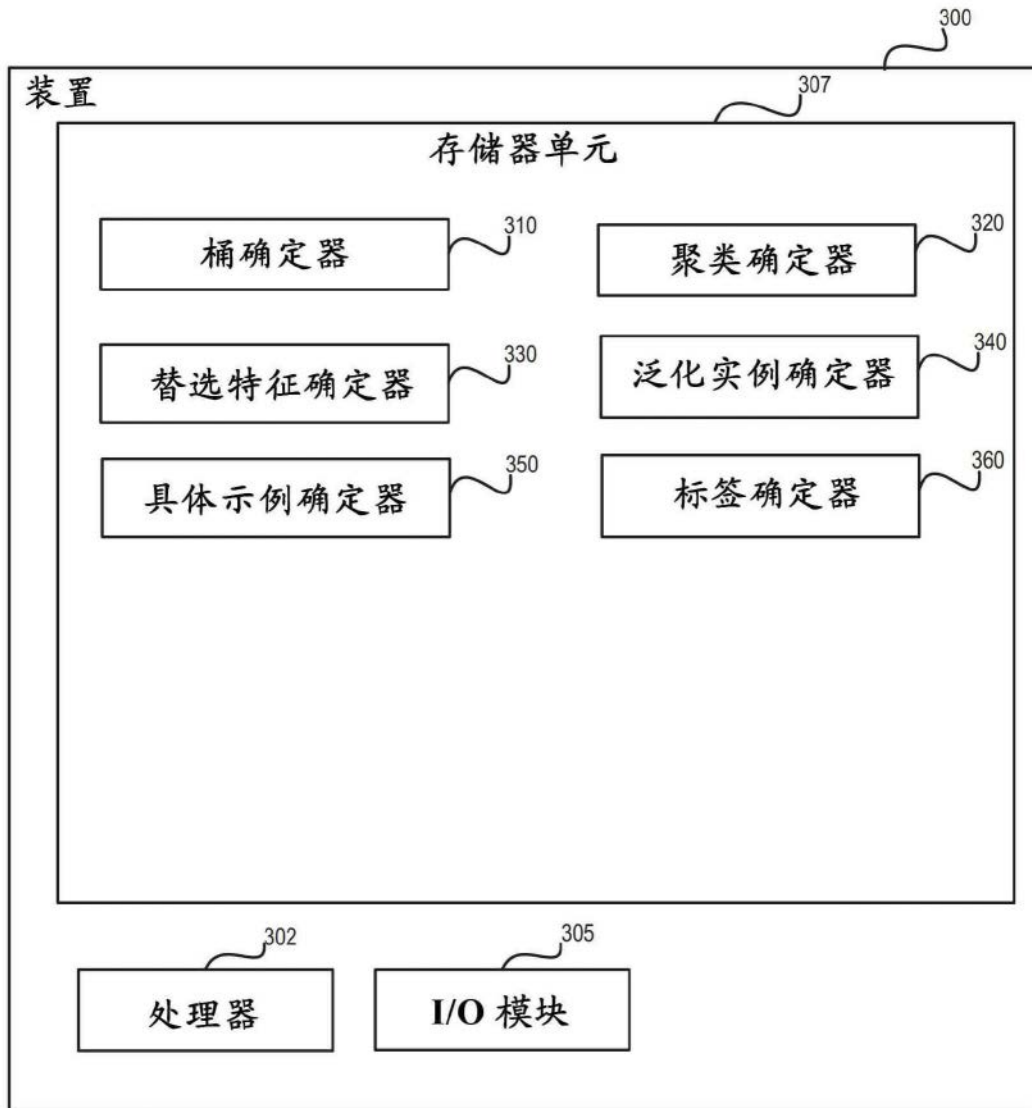 300
装置
307
存储器单元
310
桶确定器
320
聚类确定器
330
替选特征确定器
340
泛化实例确定器
350
具体示例确定器
360
标签确定器
302
处理器
305
I/O 模块